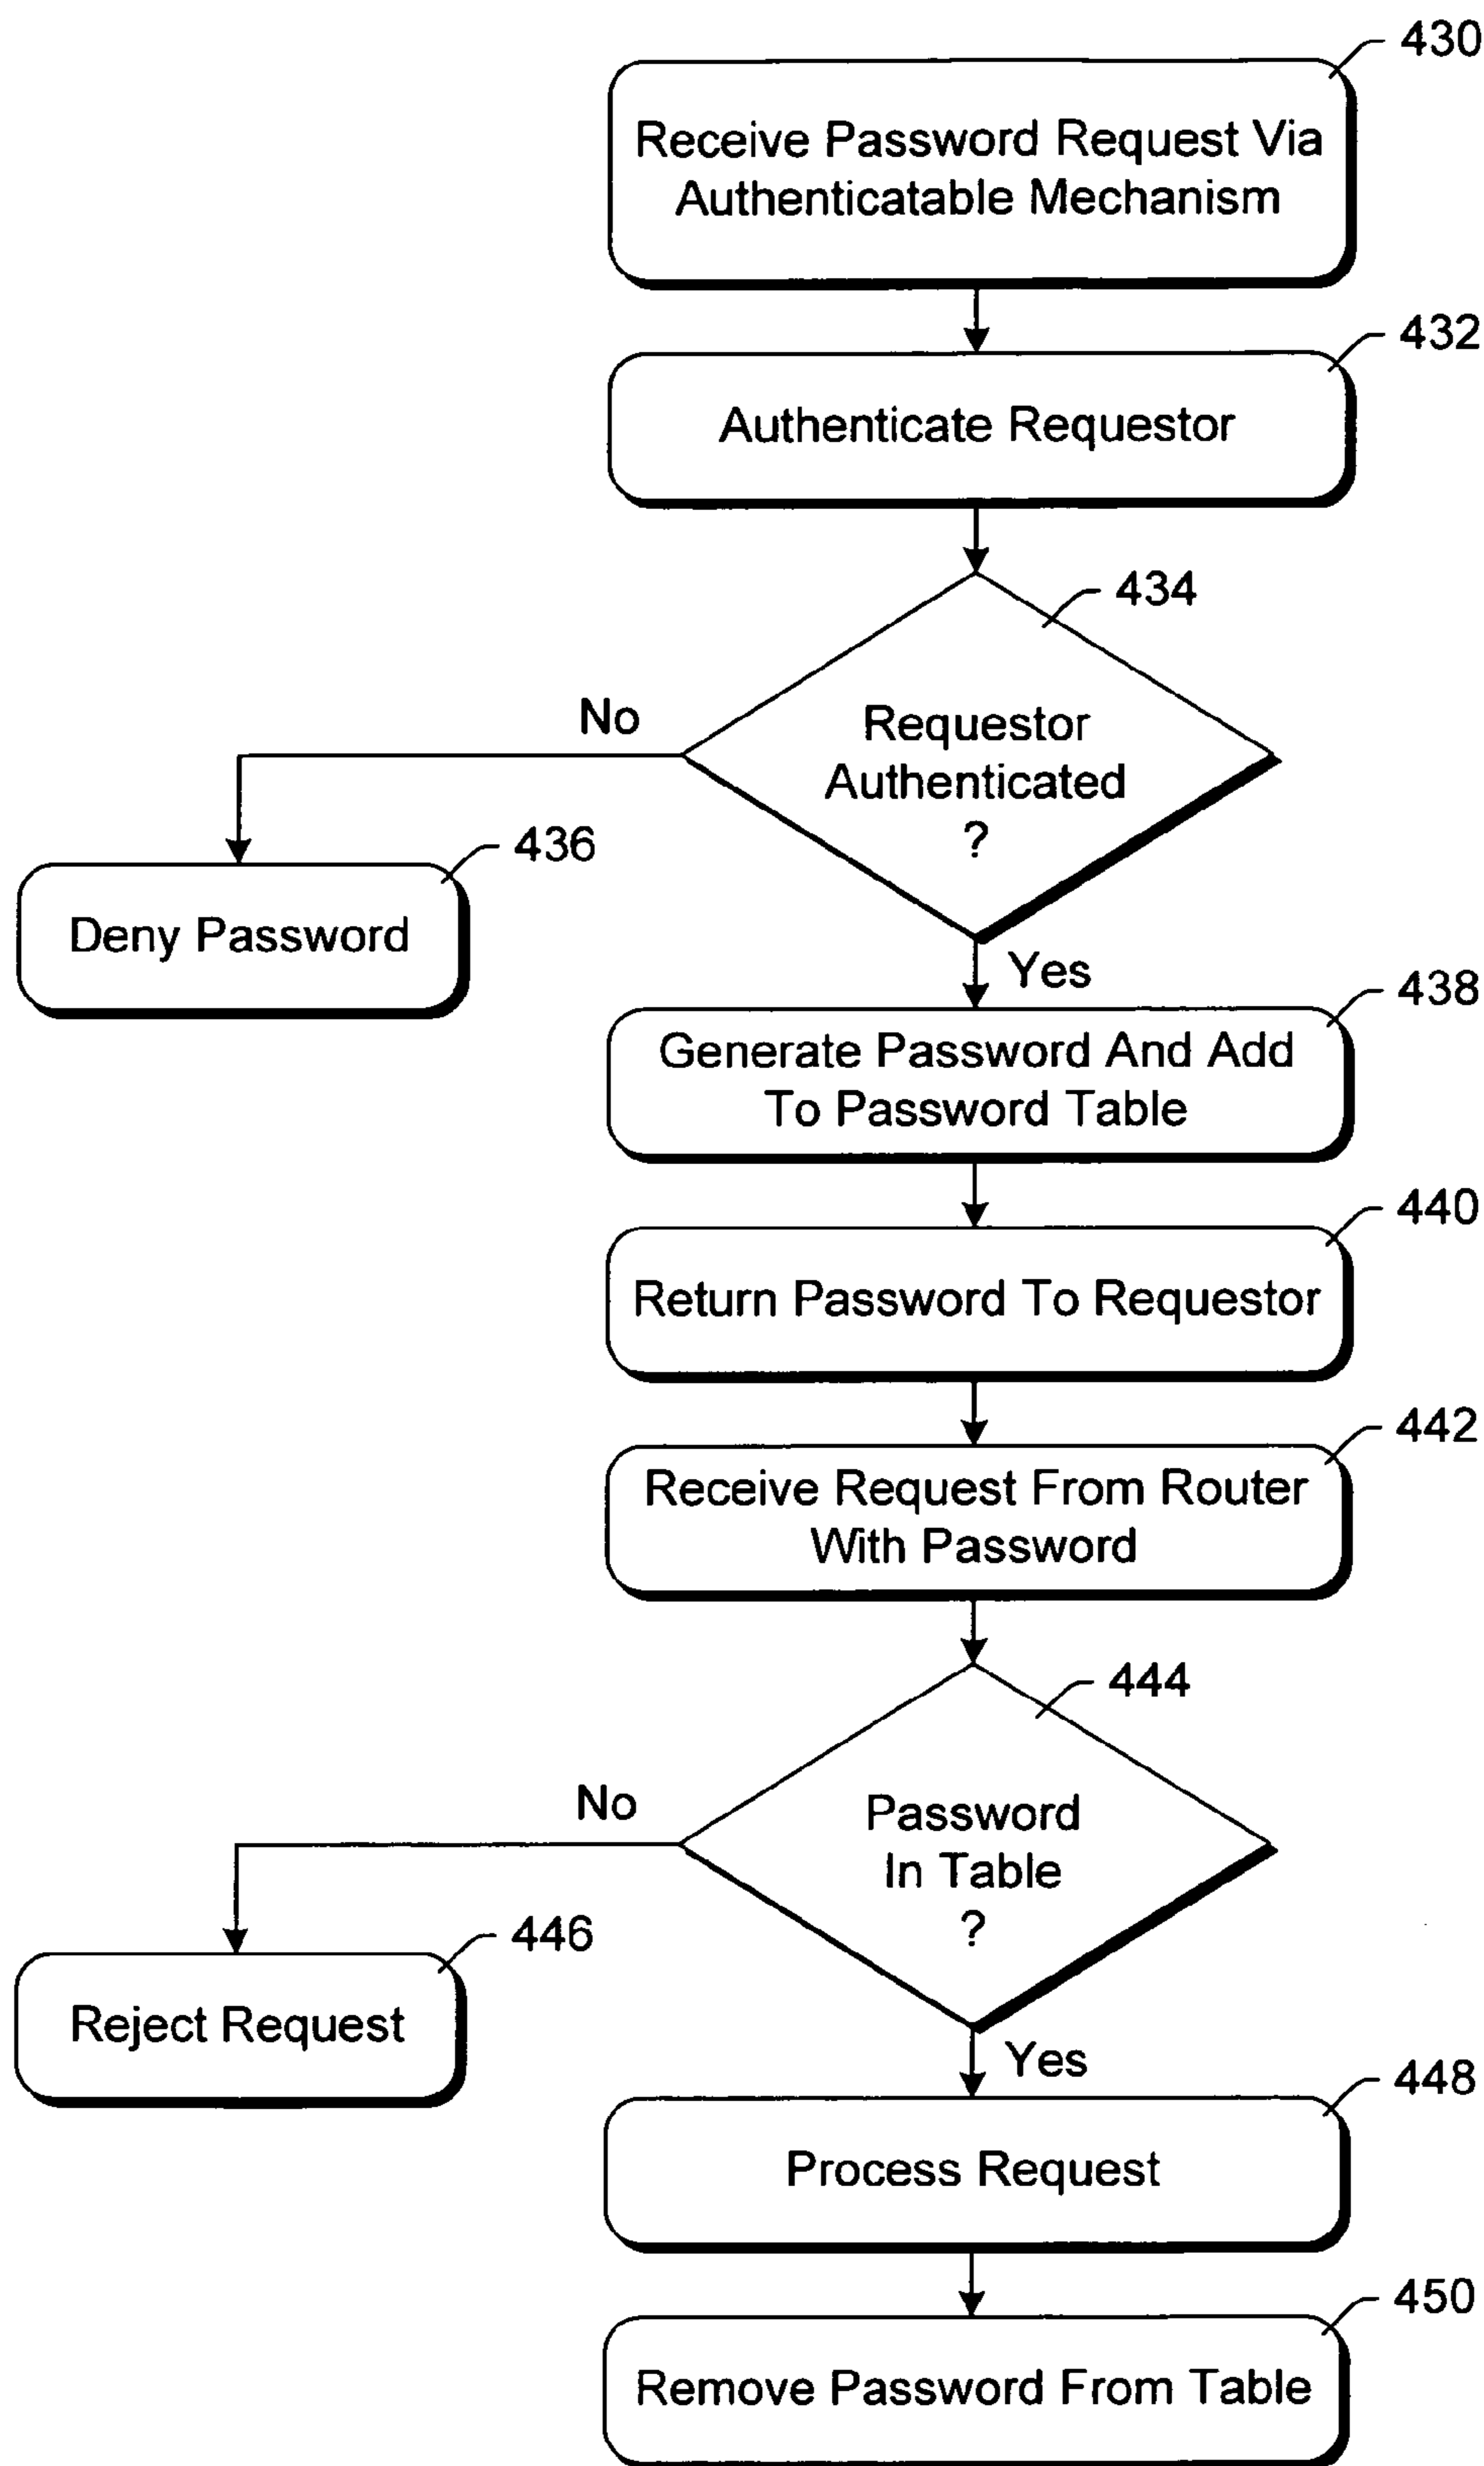 430
Receive Password Request Via
Authenticatable Mechanism
432
Authenticate Requestor
434
No
Requestor
Authenticated
?
436
Deny Password
Yes
438
Generate Password And Add
To Password Table
440
Return Password To Requestor
442
Receive Request From Router
With Password
444
No
Password
In Table
?
446
Reject Request
Yes
448
Process Request
450
Remove Password From Table